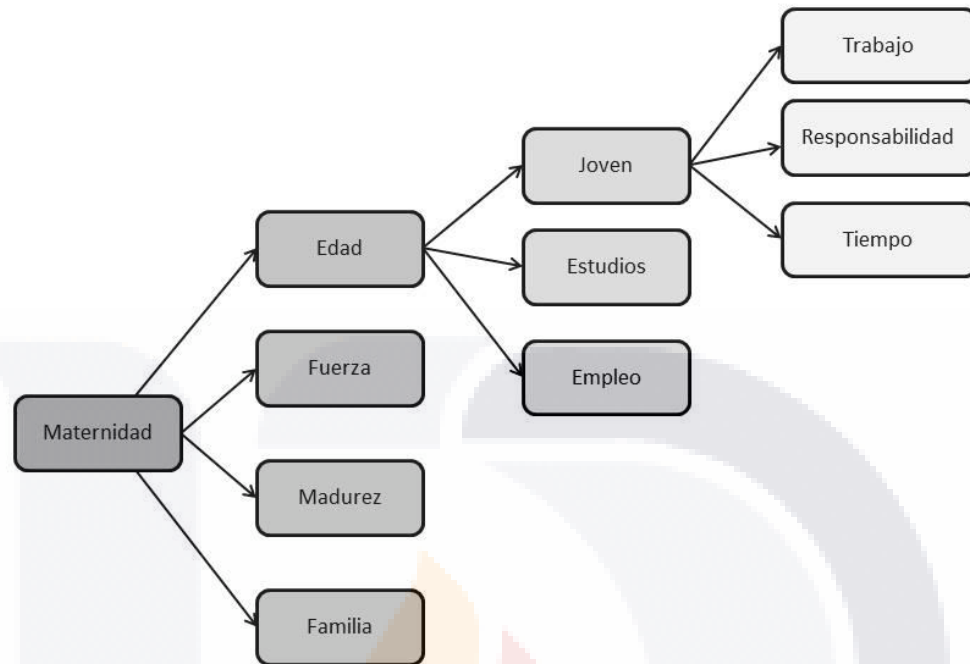 Maternidad
Edad
Fuerza
Madurez
Familia
Joven
Estudios
Empleo
Trabajo
Responsabilidad
Tiempo